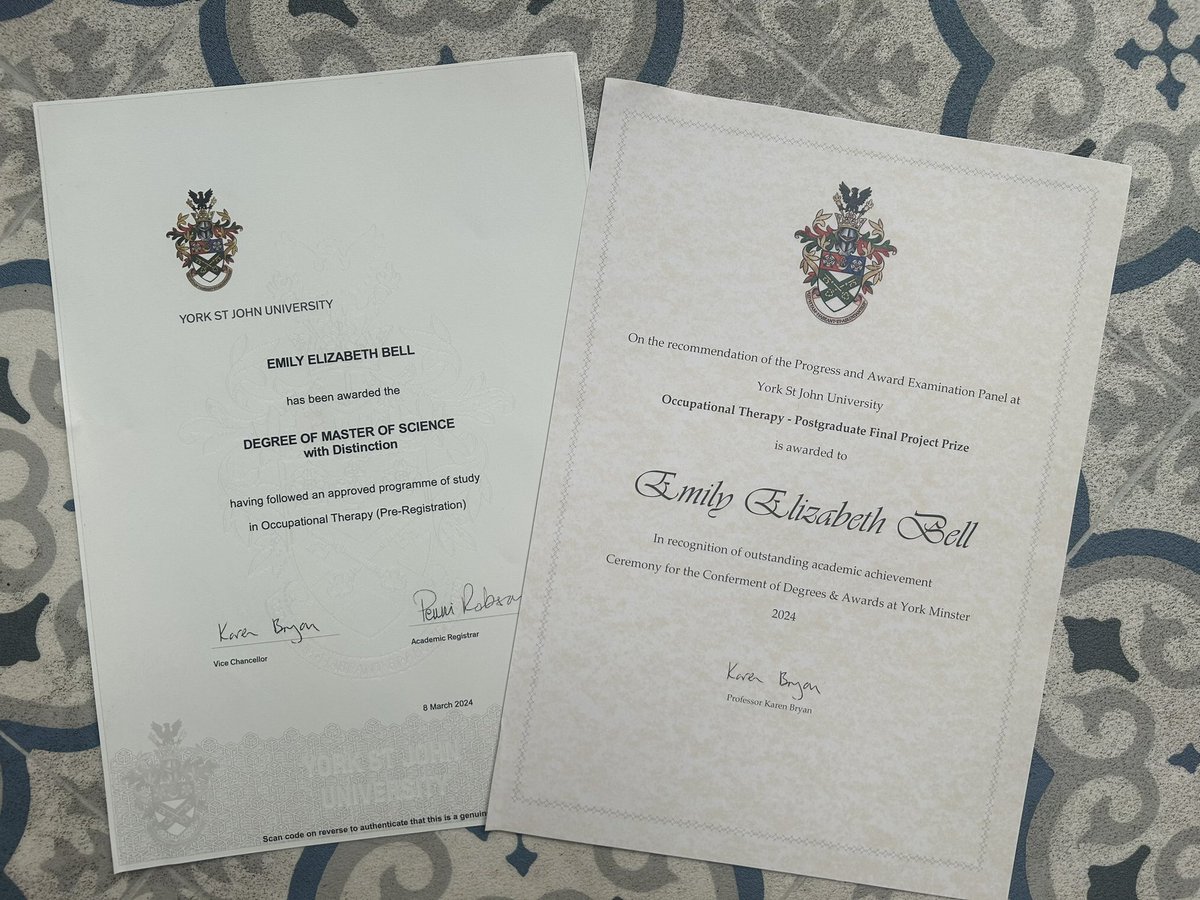 YORK ST JOHN UNIVERSITY
EMILY ELIZABETH BELL
has been awarded the
DEGREE OF MASTER OF SCIENCE
with Distinction
having followed an approved programme of study
in Occupational Therapy (Pre-Registration)
Karen Bryan
Vice Chancellor
Penni Robson
Academic Registrar
8 March 2024
YORK ST JOHN
UNIVERSITY
Scan code on reverse to authenticate that this is a genuin
On the recommendation of the Progress and Award Examination Panel at
York St John University
Occupational Therapy - Postgraduate Final Project Prize
is awarded to
Emily Elizabeth Bell
In recognition of outstanding academic achievement
Ceremony for the Conferment of Degrees & Awards at York Minster
2024
Karen Bryan
Professor Karen Bryan